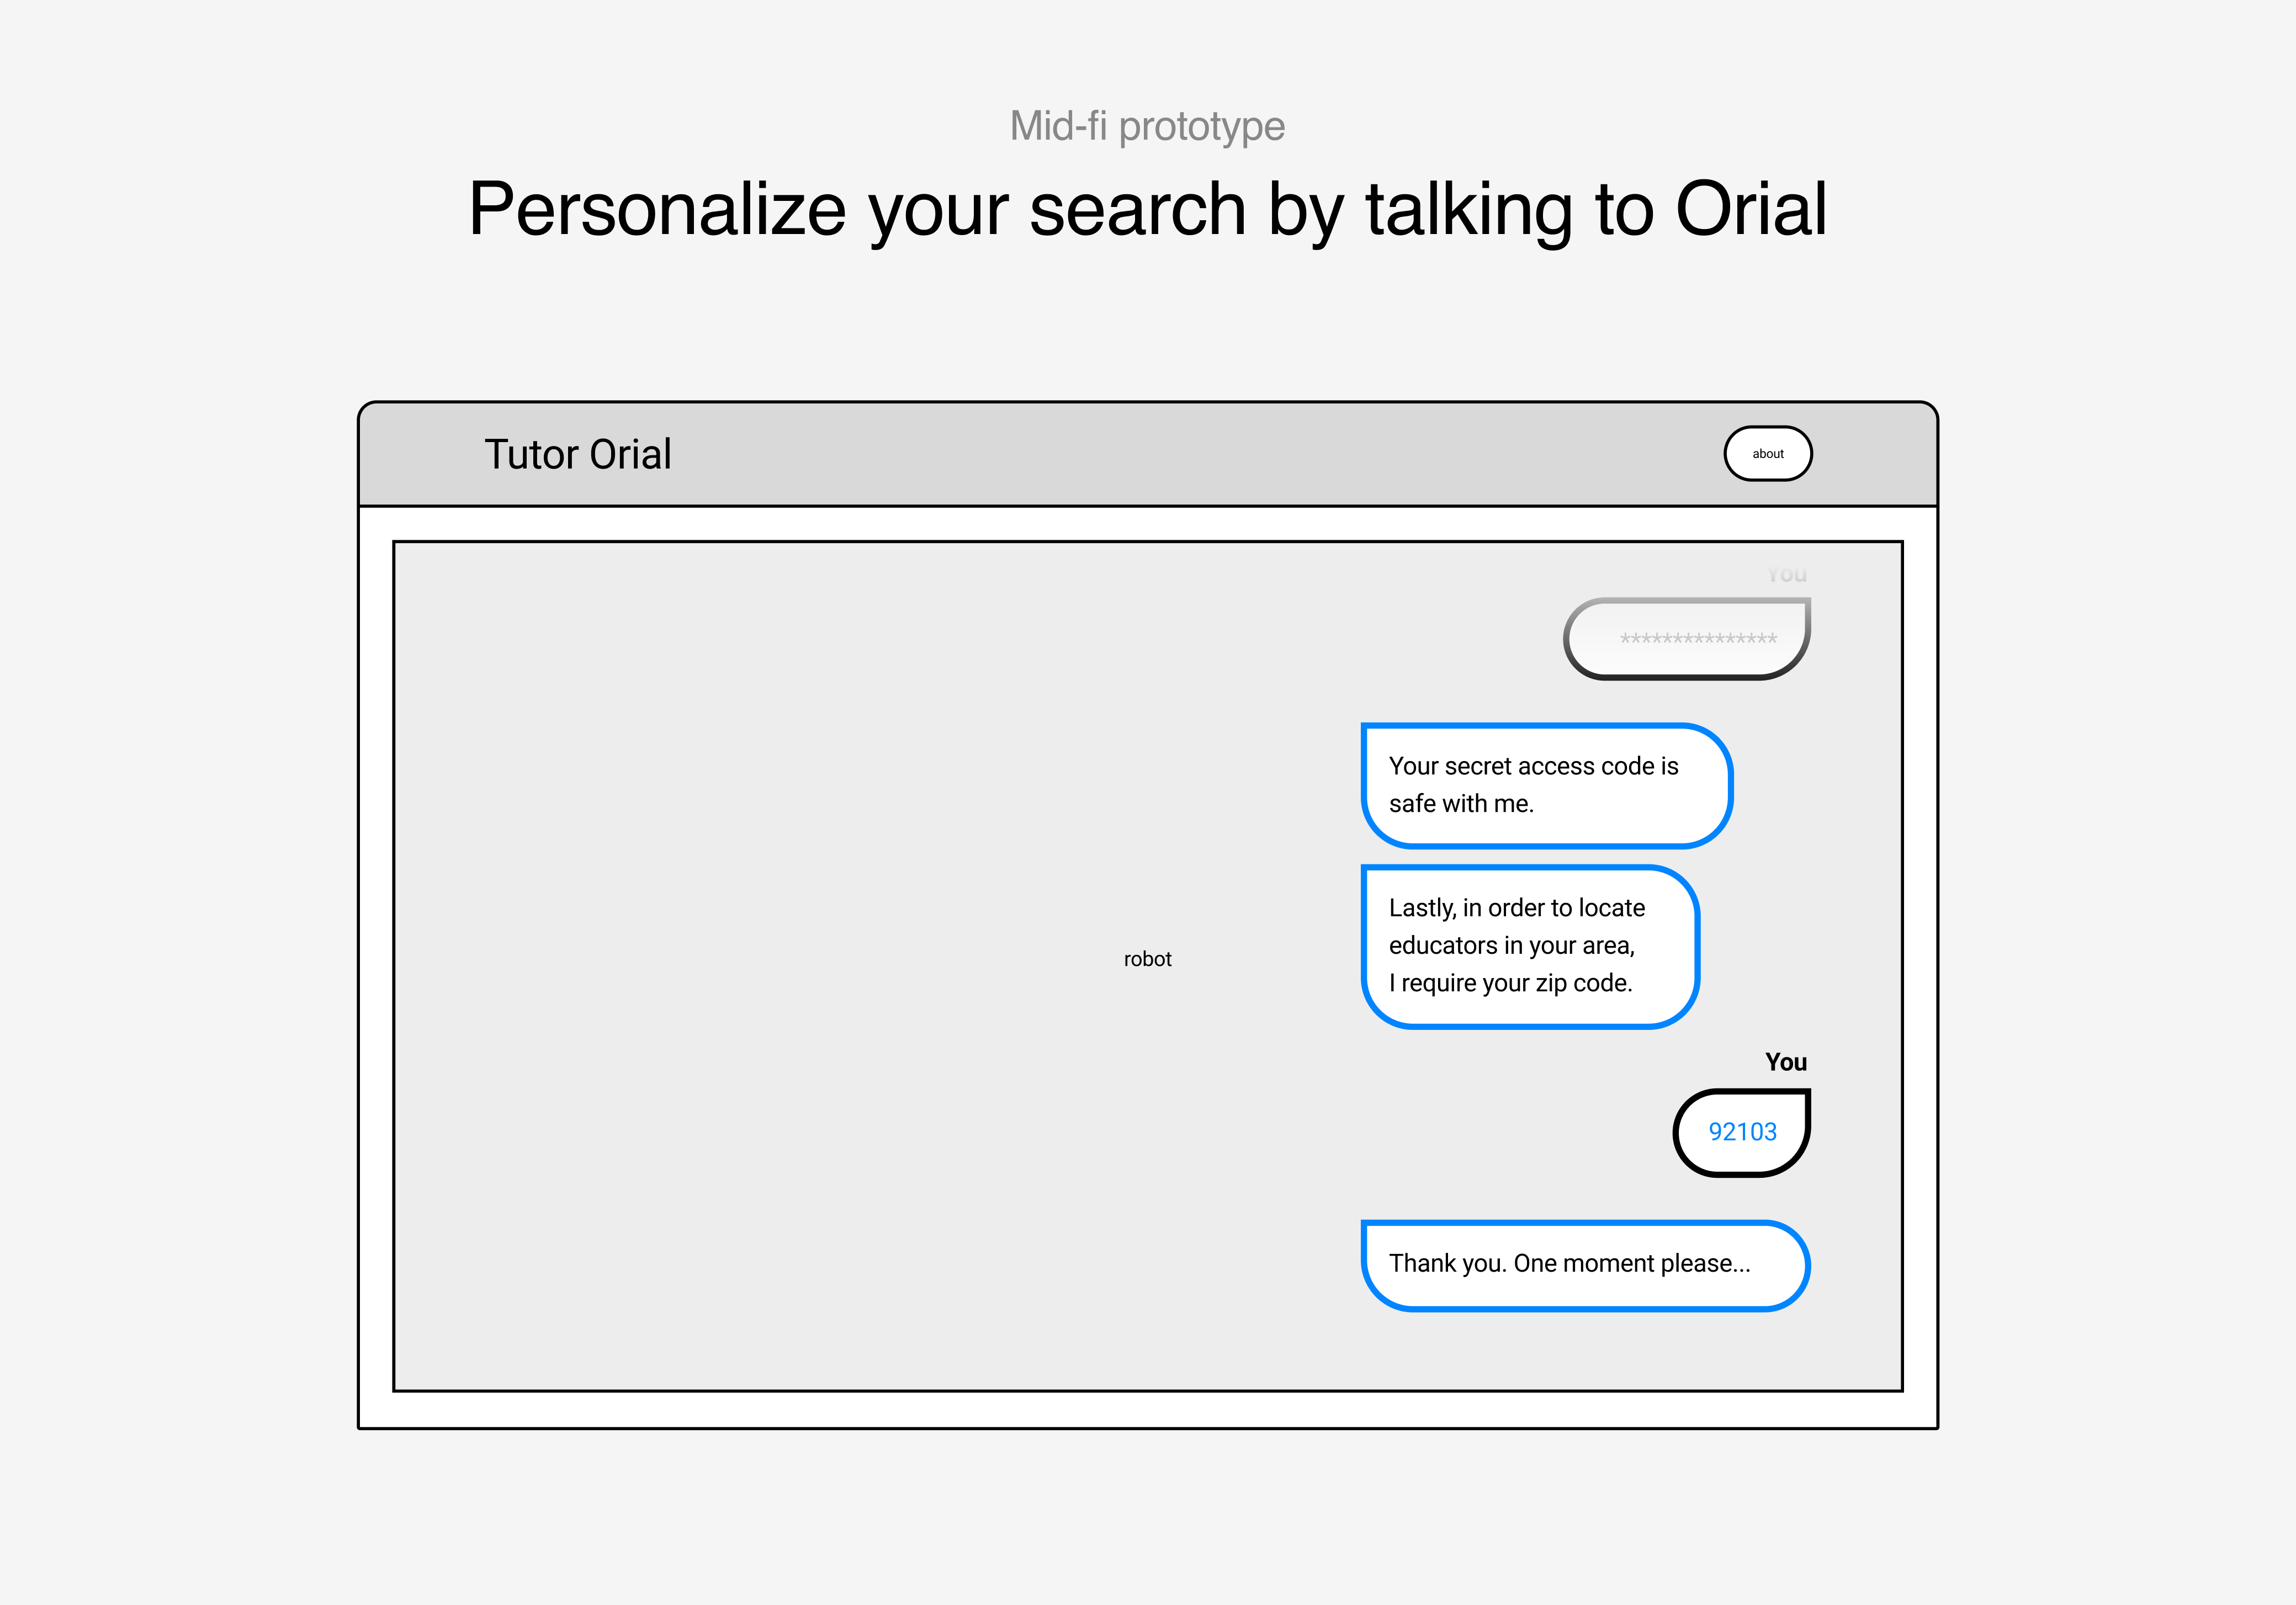 Mid-fi prototype
Personalize your search by talking to Orial
Tutor Orial
about
You
***************
Your secret access code is
safe with me.
Lastly, in order to locate
educators in your area,
I require your zip code.
robot
You
92103
Thank you. One moment please...